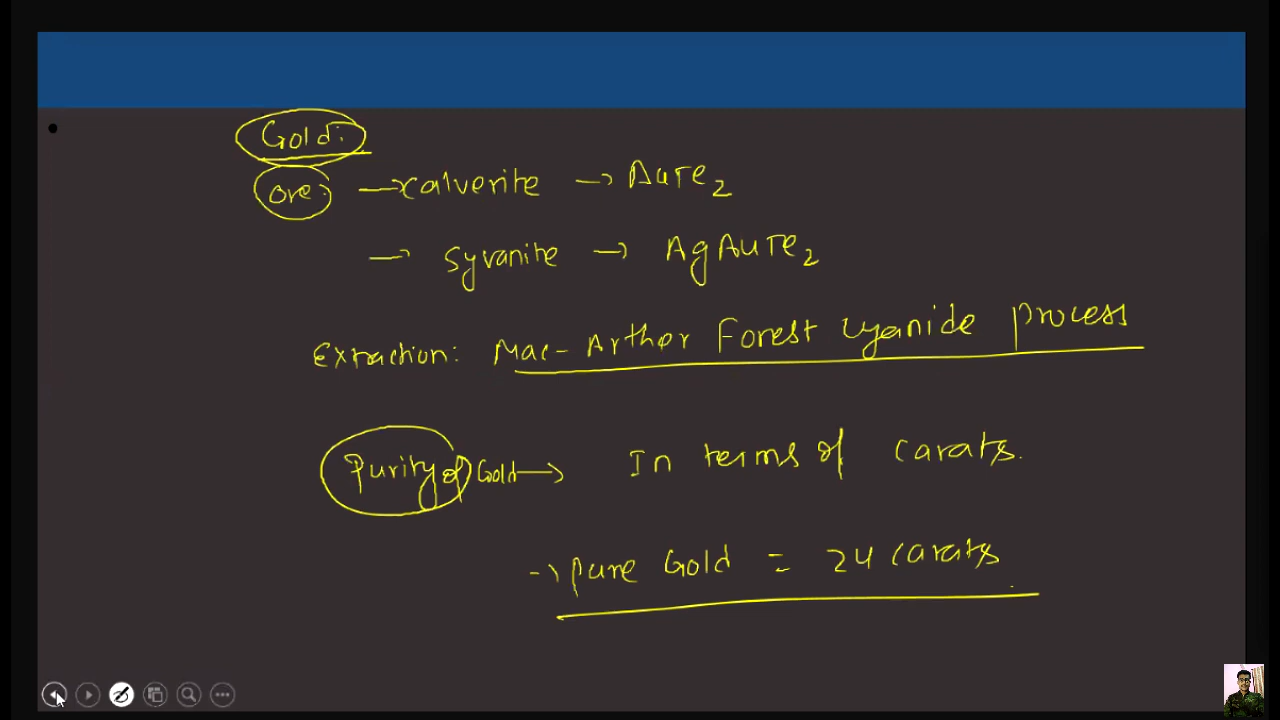 Gold:
Ore: → Calverite → AuTe2
→ Syvanite → AgAuTe2
Extraction: Mac-Arthor Forest Cyanide process
Purity of Gold → In terms of carats.
→ pure Gold = 24 carats